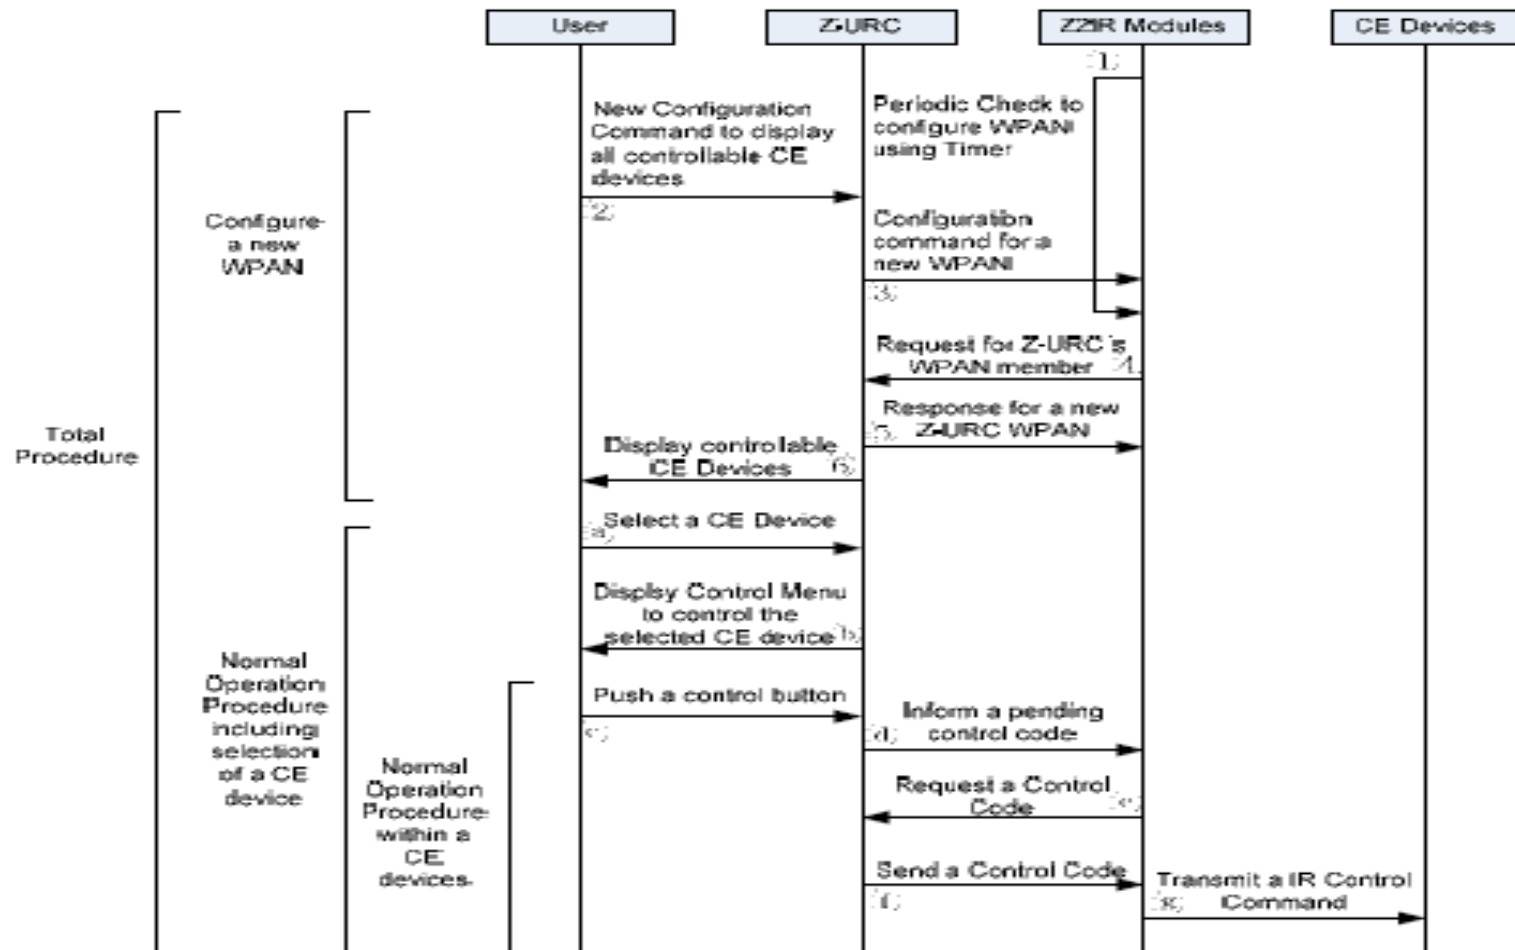 User
Z-URC
Z2IR Modules
CE Devices
1)
New Configuration
Command to display
all controllable CE
devices
2)
Periodic Check to
configure WPAN
using Timer
Configuration
command for a
new WPAN
3)
Configure
a new
WPAN
Request for Z-URC's
WPAN member
4)
Response for a new
Z-URC WPAN
5)
Total
Procedure
Display controllable
CE Devices
6)
Select a CE Device
a)
Display Control Menu
to control the
selected CE device
b)
Normal
Operation
Procedure
including
selection
of a CE
device
Push a control button
c)
Inform a pending
control code
d)
Normal
Operation
Procedure
within a
CE
devices
Request a Control
Code
e)
Send a Control Code
f)
Transmit a IR Control
Command
g)